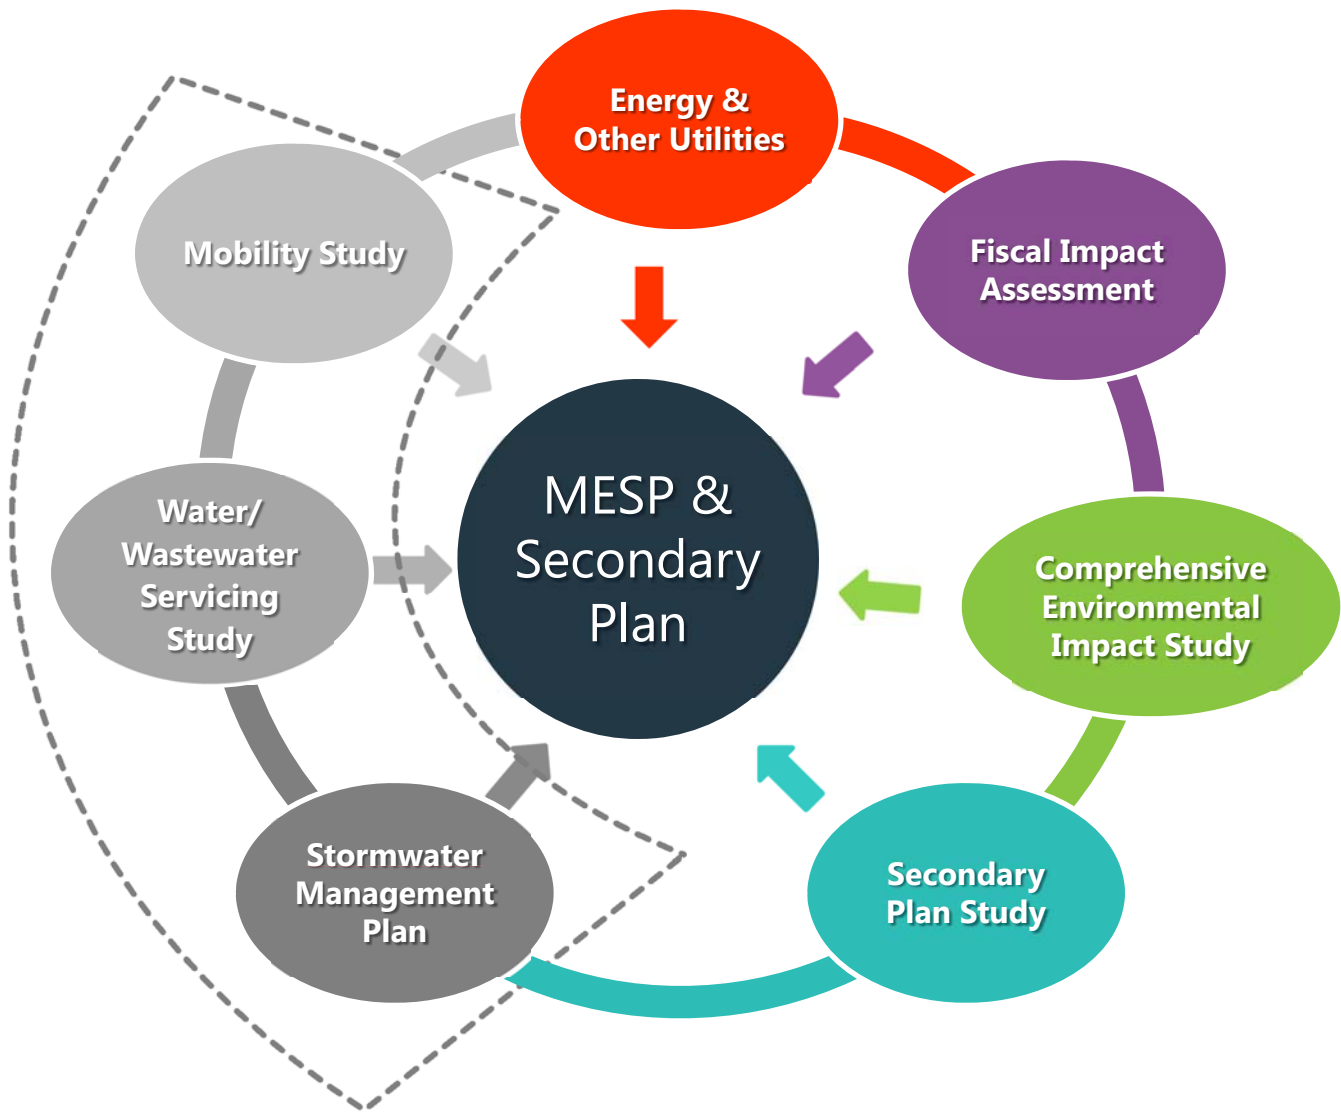 Energy &
Other Utilities
Fiscal Impact
Assessment
Comprehensive
Environmental
Impact Study
Secondary
Plan Study
Stormwater
Management
Plan
Water/
Wastewater
Servicing
Study
Mobility Study
MESP &
Secondary
Plan